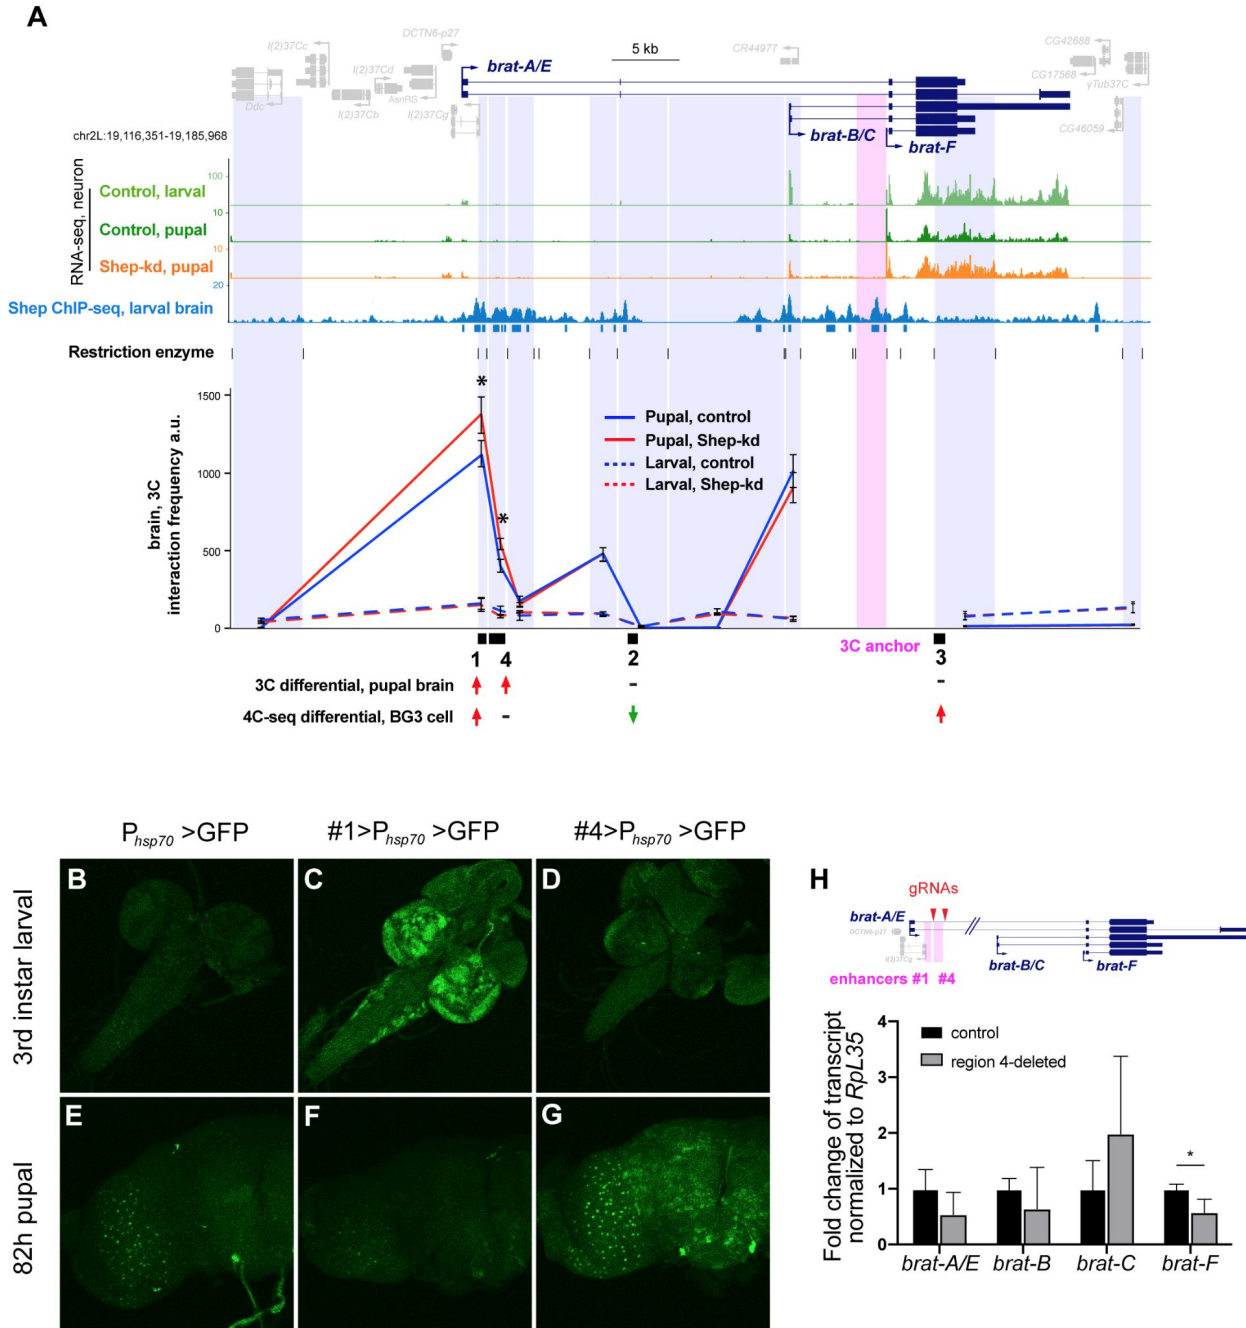 A
DCTN6-p27
l(2)37Cc
l(2)37Cd
5 kb
CR44977
CG42688
brat-A/E
CG17568
γTub37C
Ddc
AsnRS
l(2)37Cb
l(2)37Cg
brat-B/C
brat-F
CG46059
chr2L:19,116,351-19,185,968
RNA-seq, neuron
Control, larval
100
Control, pupal
10
Shep-kd, pupal
10
Shep ChIP-seq, larval brain
20
Restriction enzyme
brain, 3C
interaction frequency a.u.
1500
1000
500
0
*
*
Pupal, control
Pupal, Shep-kd
Larval, control
Larval, Shep-kd
3C anchor
1 4 2 3
3C differential, pupal brain - -
4C-seq differential, BG3 cell -
Phsp70 >GFP
#1>Phsp70 >GFP
#4>Phsp70 >GFP
3rd instar larval
B
C
D
82h pupal
E
F
G
H
gRNAs
brat-A/E
DCTN6-p27
l(2)37Cg
brat-B/C
brat-F
enhancers #1 #4
Fold change of transcript
normalized to RpL35
4
3
2
1
0
control
region 4-deleted
*
brat-A/E brat-B brat-C brat-F